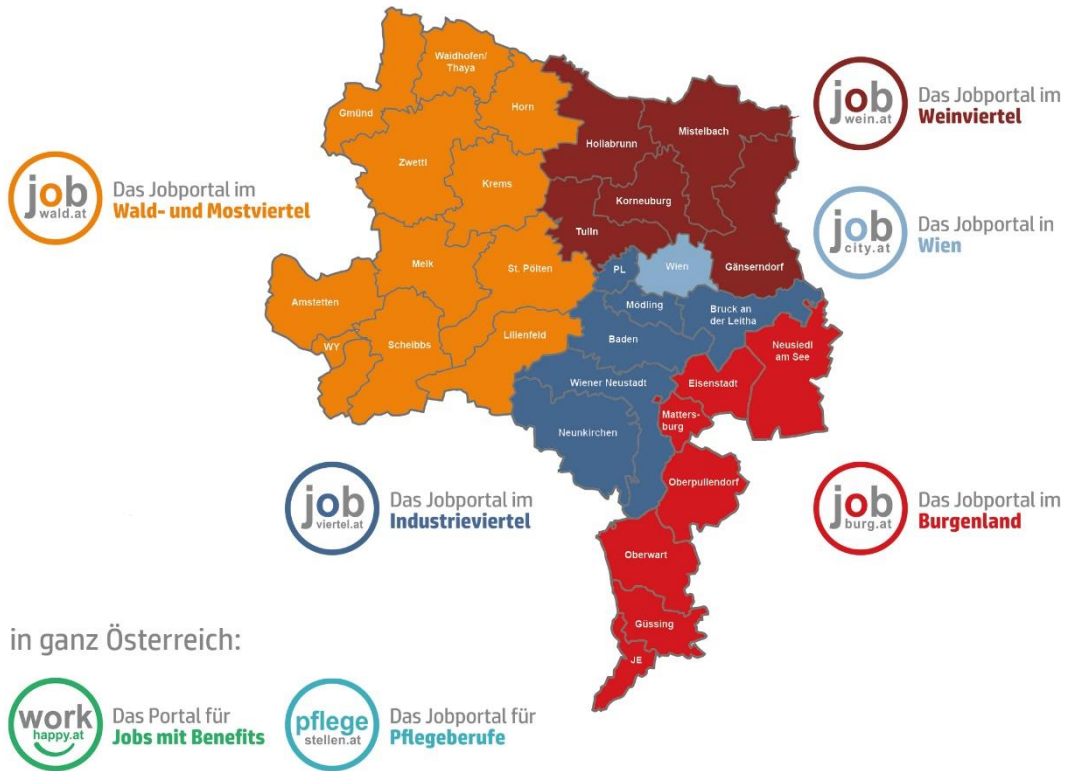 Waidhofen/
Thaya
Gmünd
Horn
Zwettl
Krems
Hollabrunn
Mistelbach
Korneuburg
Tulln
Gänserndorf
Melk
St. Pölten
Amstetten
WY
Scheibbs
Lilienfeld
PL
Wien
Mödling
Bruck an
der Leitha
Baden
Wiener Neustadt
Neunkirchen
Neusiedl
am See
Eisenstadt
Matters-
burg
Oberpullendorf
Oberwart
Güssing
JE
job
wein.at
Das Jobportal im
Weinviertel
job
wald.at
Das Jobportal im
Wald- und Mostviertel
job
city.at
Das Jobportal in
Wien
job
viertel.at
Das Jobportal im
Industrieviertel
job
burg.at
Das Jobportal im
Burgenland
in ganz Österreich:
work
happy.at
Das Portal für
Jobs mit Benefits
pflege
stellen.at
Das Jobportal für
Pflegeberufe